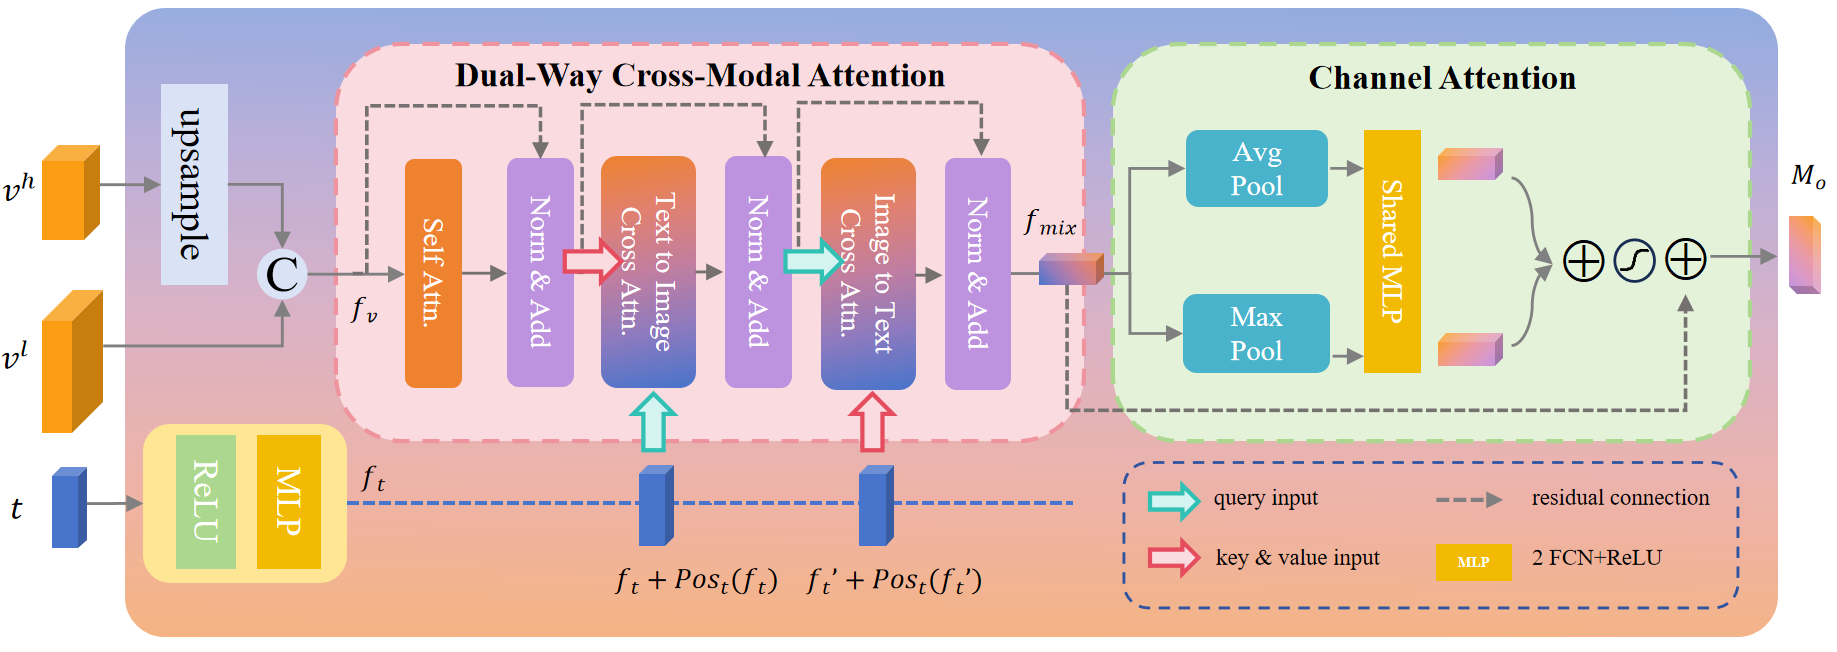 Dual-Way Cross-Modal Attention
Channel Attention
v^h
upsample
C
v^l
f_v
Self Attn.
Norm & Add
Text to Image
Cross Attn.
Norm & Add
Image to Text
Cross Attn.
Norm & Add
f_mix
Avg
Pool
Max
Pool
Shared MLP
M_o
t
ReLU
MLP
f_t
f_t + Pos_t(f_t)
f_t’ + Pos_t(f_t’)
query input
residual connection
key & value input
MLP
2 FCN+ReLU